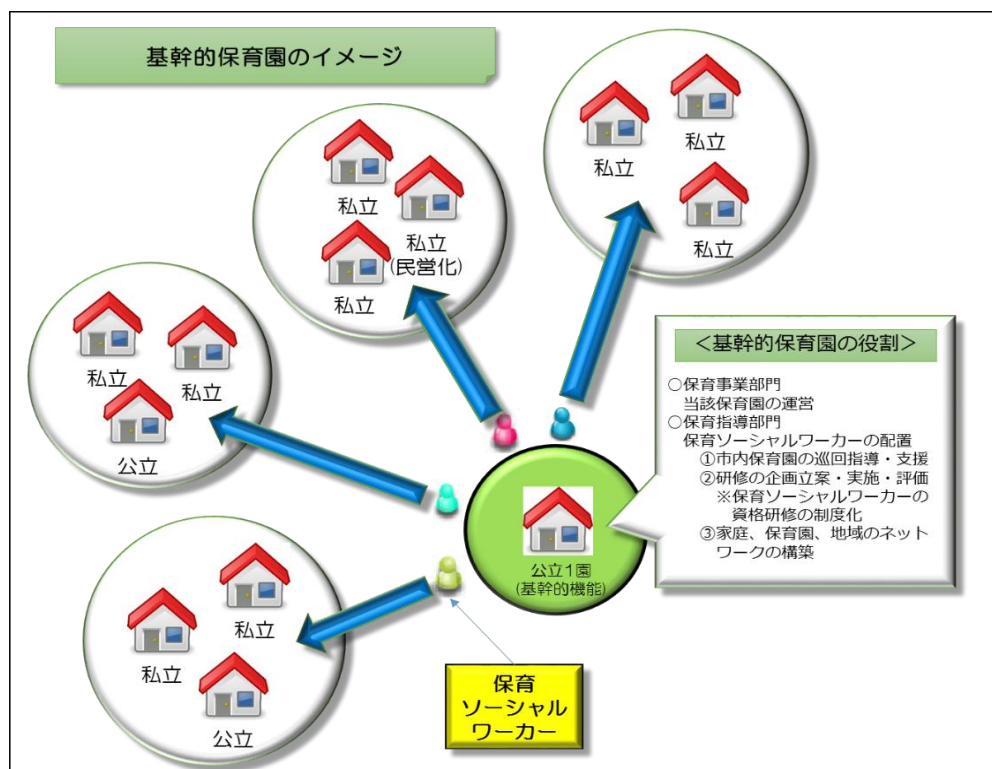 基幹的保育園のイメージ
私立
私立
私立
私立
私立
(民営化)
私立
私立
私立
公立
私立
私立
公立
公立1園
(基幹的機能)
保育
ソーシャル
ワーカー
＜基幹的保育園の役割＞
○保育事業部門
当該保育園の運営
○保育指導部門
保育ソーシャルワーカーの配置
①市内保育園の巡回指導・支援
②研修の企画立案・実施・評価
※保育ソーシャルワーカーの
資格研修の制度化
③家庭、保育園、地域のネット
ワークの構築